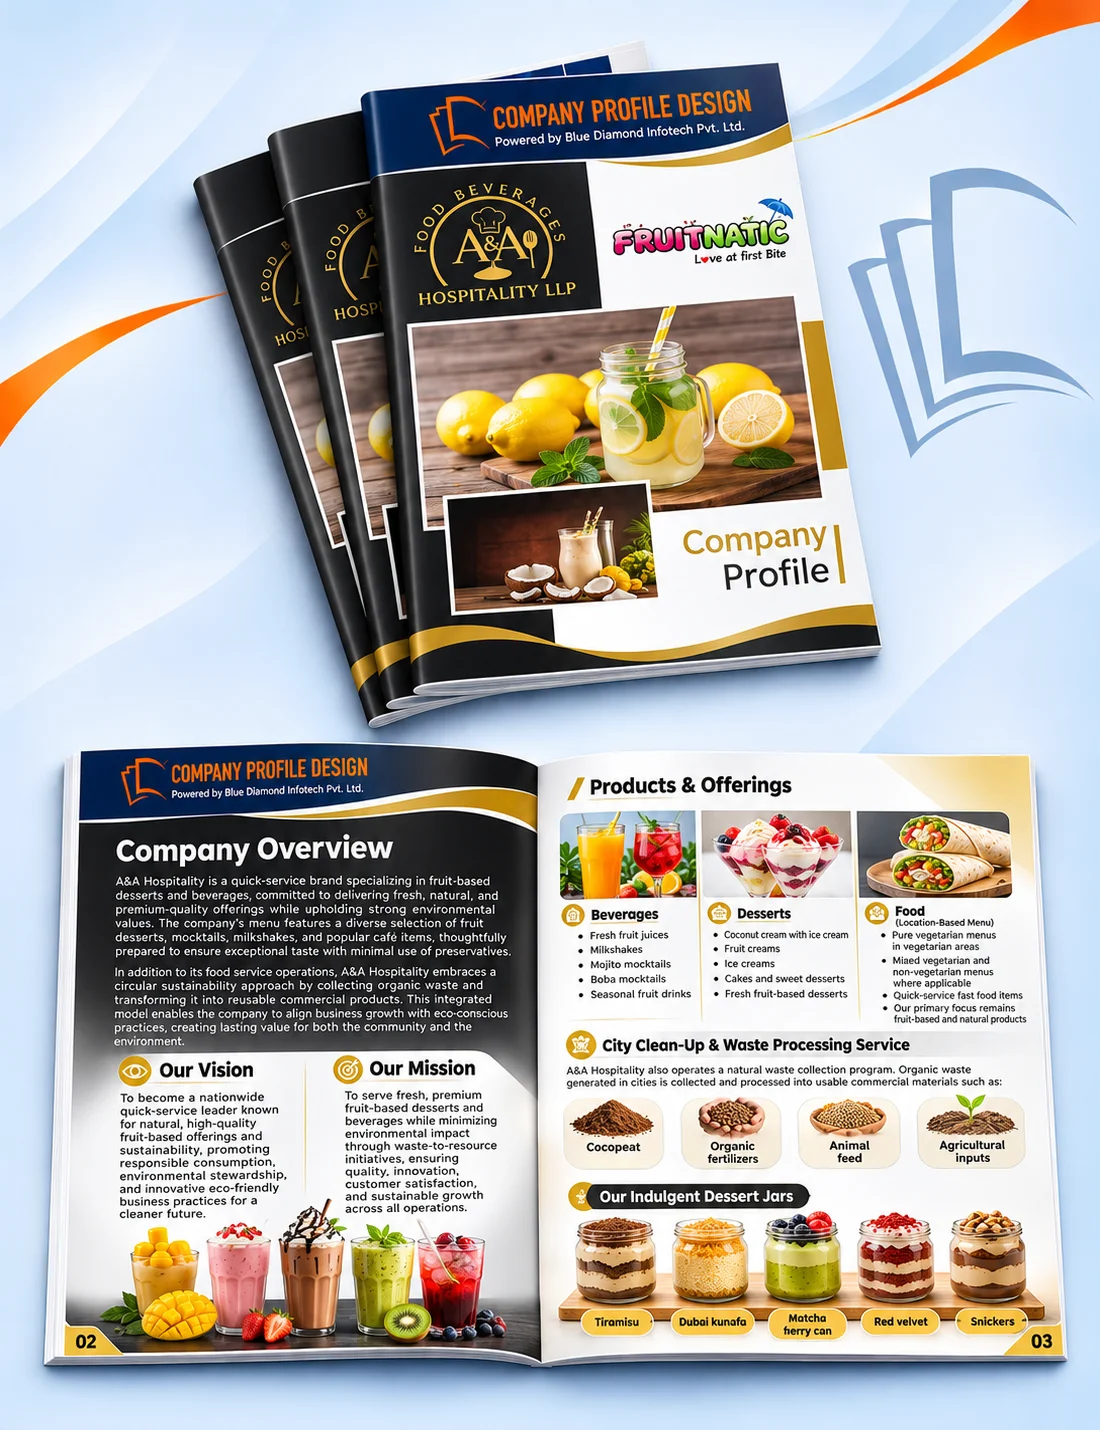 COMPANY PROFILE DESIGN
Powered by Blue Diamond Infotech Pvt. Ltd.
FOOD BEVERAGES
A&A
HOSPITALITY LLP
FRUITNATIC
Love at first Bite
Company
Profile
COMPANY PROFILE DESIGN
Powered by Blue Diamond Infotech Pvt. Ltd.
Company Overview
A&A Hospitality is a quick-service brand specializing in fruit-based
desserts and beverages, committed to delivering fresh, natural, and
premium-quality offerings while upholding strong environmental
values. The company's menu features a diverse selection of fruit
desserts, mocktails, milkshakes, and popular café items, thoughtfully
prepared to ensure exceptional taste with minimal use of preservatives.
In addition to its food service operations, A&A Hospitality embraces a
circular sustainability approach by collecting organic waste and
transforming it into reusable commercial products. This integrated
model enables the company to align business growth with eco-conscious
practices, creating lasting value for both the community and the
environment.
Our Vision
To become a nationwide
quick-service leader known
for natural, high-quality
fruit-based offerings and
sustainability, promoting
responsible consumption,
environmental stewardship,
and innovative eco-friendly
business practices for a
cleaner future.
Our Mission
To serve fresh, premium
fruit-based desserts and
beverages while minimizing
environmental impact
through waste-to-resource
initiatives, ensuring
quality, innovation,
customer satisfaction,
and sustainable growth
across all operations.
02
Products & Offerings
Beverages
• Fresh fruit juices
• Milkshakes
• Mojito mocktails
• Boba mocktails
• Seasonal fruit drinks
Desserts
• Coconut cream with ice cream
• Fruit creams
• Ice creams
• Cakes and sweet desserts
• Fresh fruit-based desserts
Food
(Location-Based Menu)
• Pure vegetarian menus
in vegetarian areas
• Mixed vegetarian and
non-vegetarian menus
where applicable
• Quick-service fast food items
• Our primary focus remains
fruit-based and natural products
City Clean-Up & Waste Processing Service
A&A Hospitality also operates a natural waste collection program. Organic waste
generated in cities is collected and processed into usable commercial materials such as:
Cocopeat
Organic
fertilizers
Animal
feed
Agricultural
inputs
Our Indulgent Dessert Jars
Tiramisu
Dubai kunafa
Matcha
fierry can
Red velvet
Snickers
03